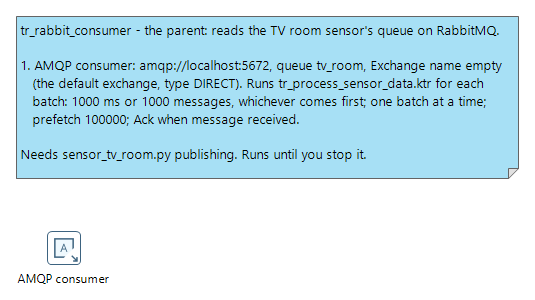 tr_rabbit_consumer - the parent: reads the TV room sensor's queue on RabbitMQ.
1. AMQP consumer: amqp://localhost:5672, queue tv_room, Exchange name empty
(the default exchange, type DIRECT). Runs tr_process_sensor_data.ktr for each
batch: 1000 ms or 1000 messages, whichever comes first; one batch at a time;
prefetch 100000; Ack when message received.
Needs sensor_tv_room.py publishing. Runs until you stop it.
A
AMQP consumer